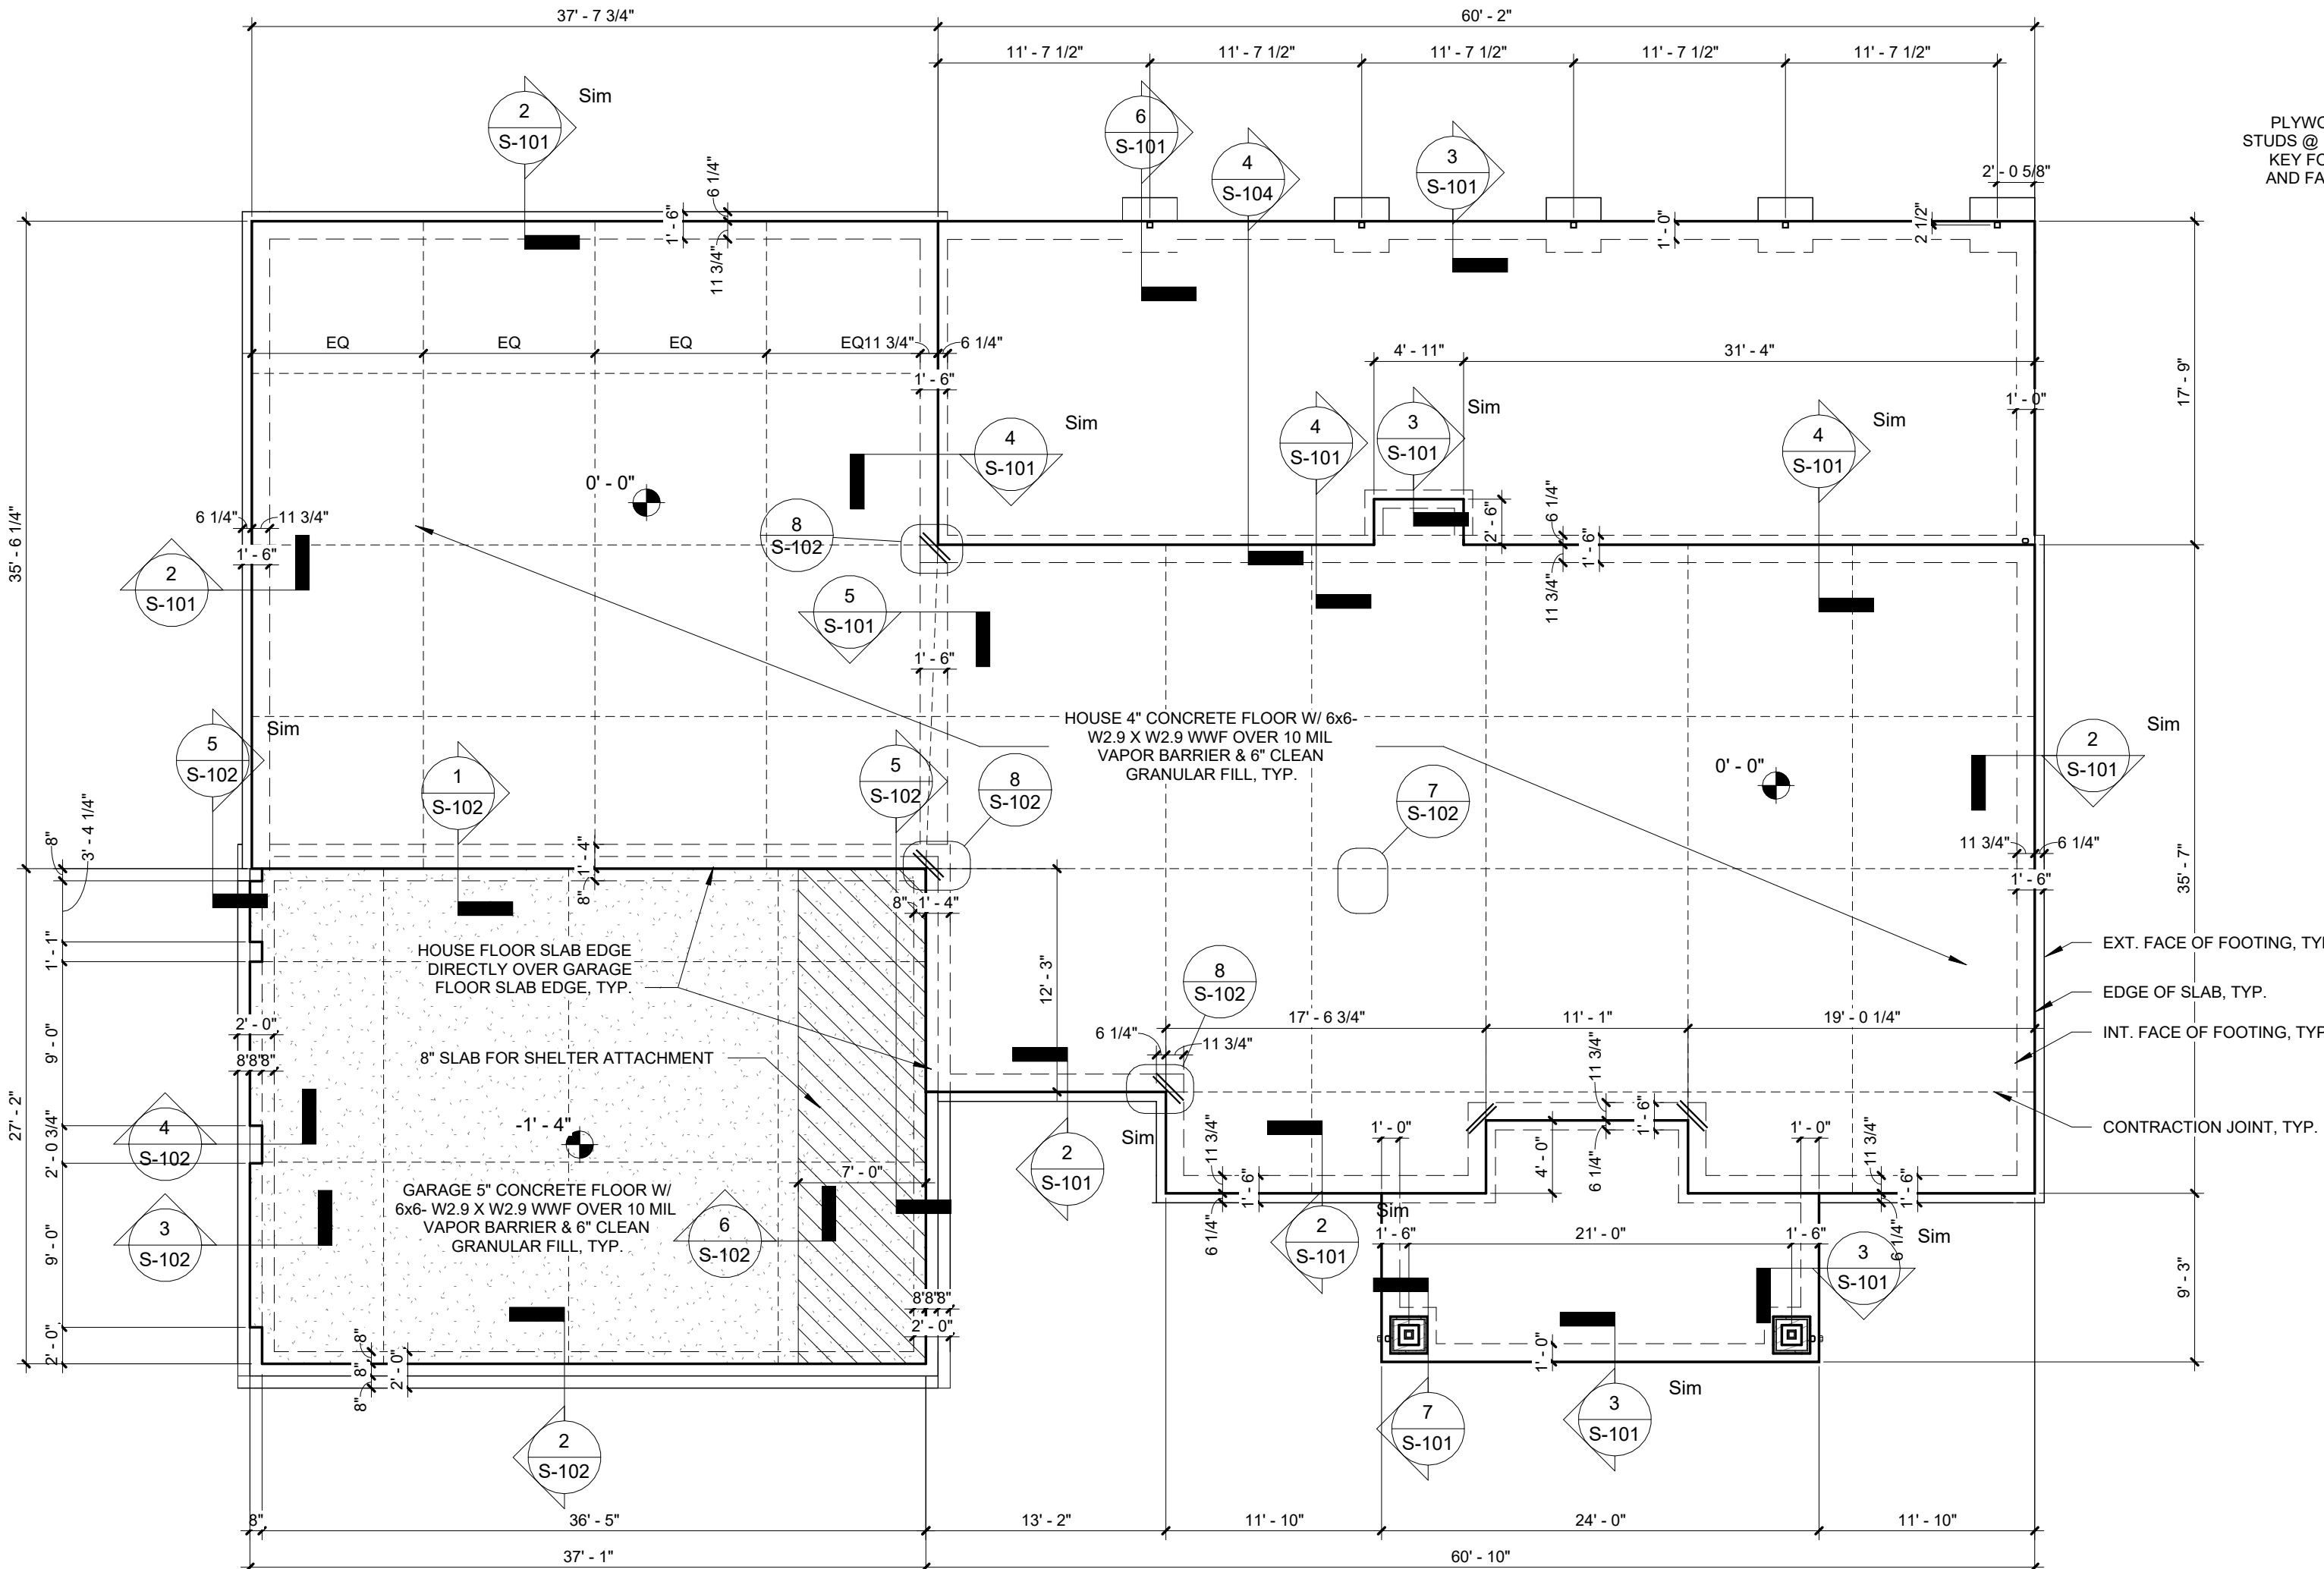 37' - 7 3/4"
60' - 2"
11' - 7 1/2"
11' - 7 1/2"
11' - 7 1/2"
11' - 7 1/2"
11' - 7 1/2"
2
S-101
Sim
6
S-101
4
S-104
3
S-101
PLYWO
STUDS @
KEY FO
AND FA
2' - 0 5/8"
1' - 6"
6 1/4"
11 3/4"
1' - 0"
2 1/2"
EQ
EQ
EQ
EQ
11 3/4"
6 1/4"
1' - 6"
4' - 11"
31' - 4"
17' - 9"
1' - 0"
35' - 6 1/4"
0' - 0"
4
S-101
Sim
4
S-101
3
S-101
Sim
4
S-101
Sim
6 1/4"
11 3/4"
1' - 6"
2
S-101
8
S-102
5
S-101
2' - 6"
6 1/4"
1' - 6"
11 3/4"
1' - 6"
HOUSE 4" CONCRETE FLOOR W/ 6x6-
W2.9 X W2.9 WWF OVER 10 MIL
VAPOR BARRIER & 6" CLEAN
GRANULAR FILL, TYP.
5
S-102
Sim
1
S-102
5
S-102
8
S-102
7
S-102
0' - 0"
2
S-101
Sim
8"
3' - 4 1/4"
1' - 4"
8"
8"
1' - 4"
11 3/4"
6 1/4"
1' - 6"
35' - 7"
1' - 1"
HOUSE FLOOR SLAB EDGE
DIRECTLY OVER GARAGE
FLOOR SLAB EDGE, TYP.
12' - 3"
8
S-102
EXT. FACE OF FOOTING, TYP
EDGE OF SLAB, TYP.
INT. FACE OF FOOTING, TYP
CONTRACTION JOINT, TYP.
9' - 0"
2' - 0"
8"
8"
8"
8" SLAB FOR SHELTER ATTACHMENT
6 1/4"
11 3/4"
17' - 6 3/4"
11' - 1"
19' - 0 1/4"
27' - 2"
2' - 0 3/4"
4
S-102
-1' - 4"
2
S-101
Sim
11 3/4"
1' - 6"
6 1/4"
1' - 0"
4' - 0"
11 3/4"
1' - 6"
6 1/4"
1' - 0"
11 3/4"
1' - 6"
6 1/4"
Sim
7' - 0"
GARAGE 5" CONCRETE FLOOR W/
6x6- W2.9 X W2.9 WWF OVER 10 MIL
VAPOR BARRIER & 6" CLEAN
GRANULAR FILL, TYP.
9' - 0"
3
S-102
6
S-102
2
S-101
Sim
1' - 6"
21' - 0"
1' - 6"
3
S-101
9' - 3"
2' - 0"
8"
8"
8"
2' - 0"
8"
8"
8"
2' - 0"
1' - 0"
2
S-102
7
S-101
3
S-101
Sim
8"
36' - 5"
13' - 2"
11' - 10"
24' - 0"
11' - 10"
37' - 1"
60' - 10"